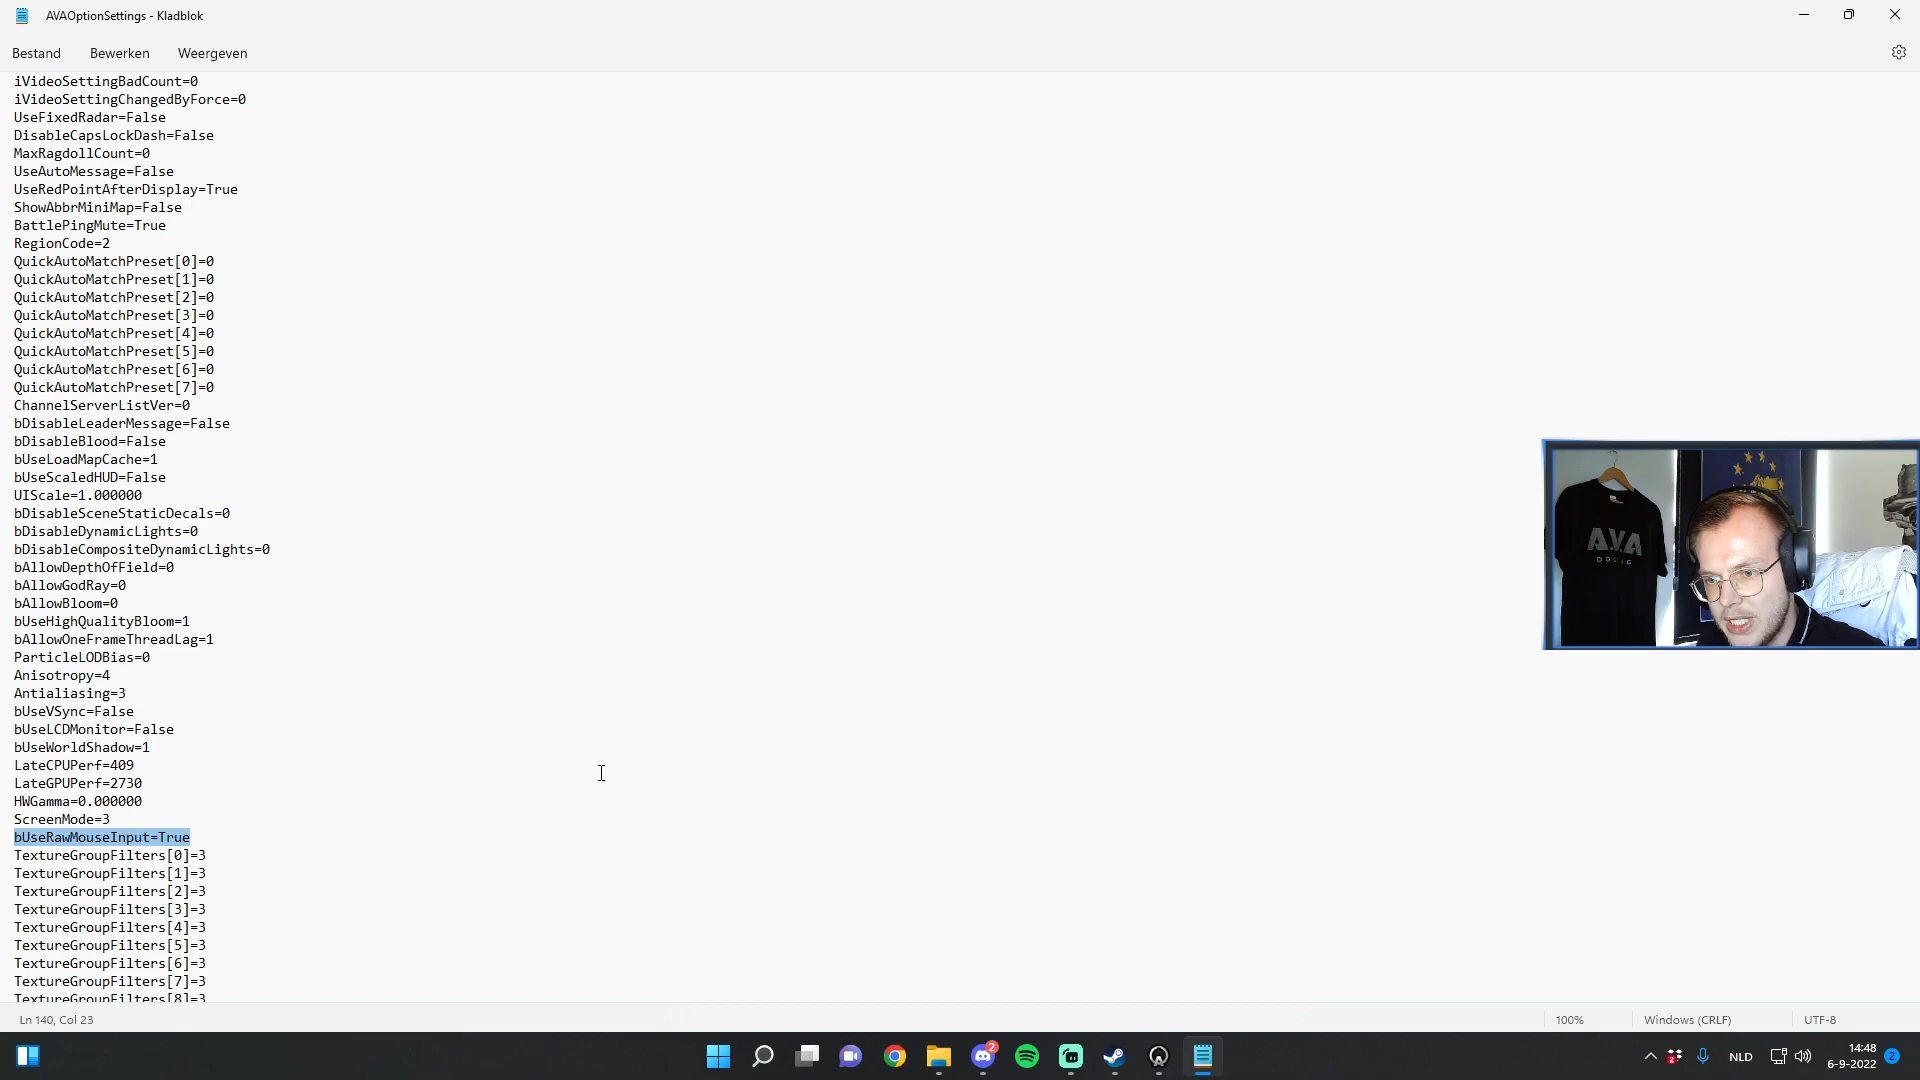 AVAOptionSettings - Kladblok
Bestand Bewerken Weergeven
iVideoSettingBadCount=0
iVideoSettingChangedByForce=0
UseFixedRadar=False
DisableCapsLockDash=False
MaxRagdollCount=0
UseAutoMessage=False
UseRedPointAfterDisplay=True
ShowAbbrMiniMap=False
BattlePingMute=True
RegionCode=2
QuickAutoMatchPreset[0]=0
QuickAutoMatchPreset[1]=0
QuickAutoMatchPreset[2]=0
QuickAutoMatchPreset[3]=0
QuickAutoMatchPreset[4]=0
QuickAutoMatchPreset[5]=0
QuickAutoMatchPreset[6]=0
QuickAutoMatchPreset[7]=0
ChannelServerListVer=0
bDisableLeaderMessage=False
bDisableBlood=False
bUseLoadMapCache=1
bUseScaledHUD=False
UIScale=1.000000
bDisableSceneStaticDecals=0
bDisableDynamicLights=0
bDisableCompositeDynamicLights=0
bAllowDepthOfField=0
bAllowGodRay=0
bAllowBloom=0
bUseHighQualityBloom=1
bAllowOneFrameThreadLag=1
ParticleLODBias=0
Anisotropy=4
Antialiasing=3
bUseVSync=False
bUseLCDMonitor=False
bUseWorldShadow=1
LateCPUPerf=409
LateGPUPerf=2730
HWGamma=0.000000
ScreenMode=3
bUseRawMouseInput=True
TextureGroupFilters[0]=3
TextureGroupFilters[1]=3
TextureGroupFilters[2]=3
TextureGroupFilters[3]=3
TextureGroupFilters[4]=3
TextureGroupFilters[5]=3
TextureGroupFilters[6]=3
TextureGroupFilters[7]=3
TextureGroupFilters[8]=3
A.V.A
DOGTAG
Ln 140, Col 23 100% Windows (CRLF) UTF-8
2 2 NLD 14:48 2
6-9-2022